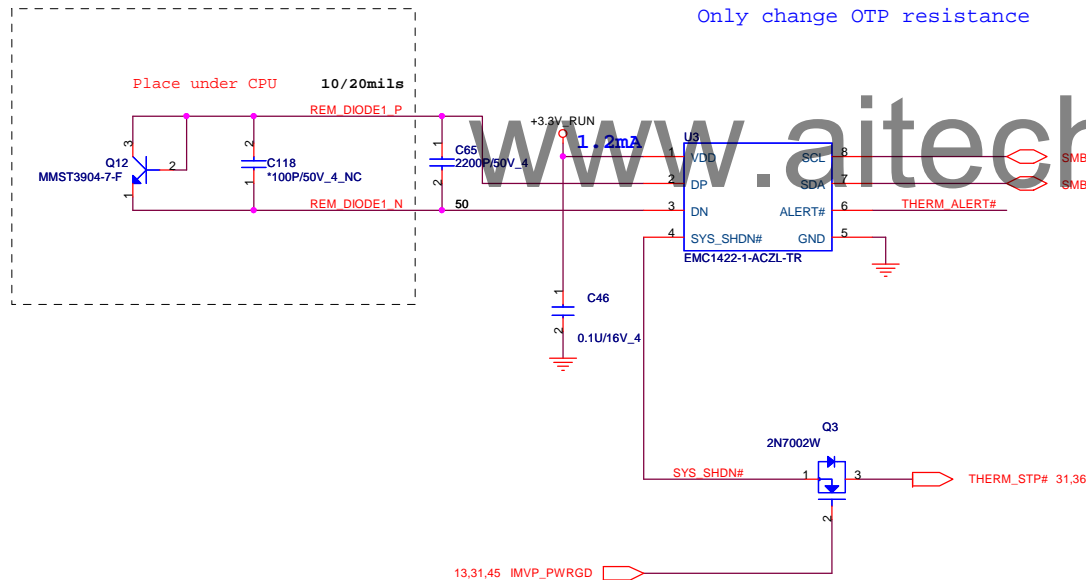 Only change OTP resistance
Place under CPU
10/20mils
REM_DIODE1_P
+3.3V_RUN
1.2mA
www.aitech
3
Q12
MMST3904-7-F
2
1
2
C118
*100P/50V_4_NC
1
1
C65
2200P/50V_4
2
REM_DIODE1_N
50
U3
1
VDD
SCL
8
SMB
2
DP
SDA
7
SMB
3
DN
ALERT#
6
THERM_ALERT#
4
SYS_SHDN#
GND
5
EMC1422-1-ACZL-TR
1
C46
2
0.1U/16V_4
Q3
2N7002W
SYS_SHDN#
1
3
THERM_STP# 31,36
2
13,31,45 IMVP_PWRGD